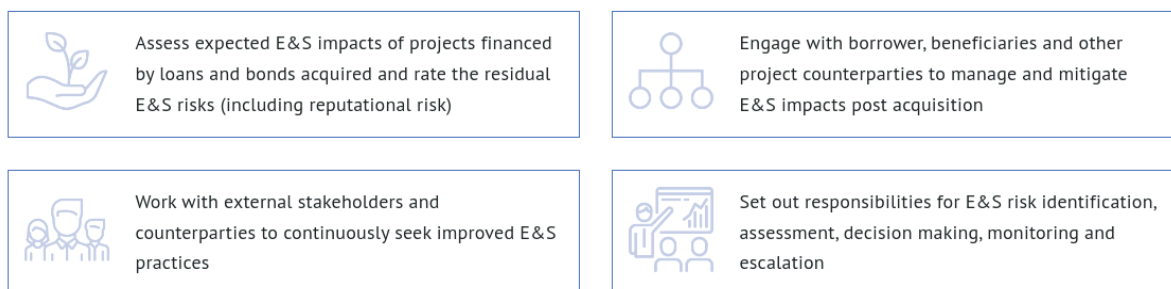 Assess expected E&S impacts of projects financed
by loans and bonds acquired and rate the residual
E&S risks (including reputational risk)
Engage with borrower, beneficiaries and other
project counterparties to manage and mitigate
E&S impacts post acquisition
Work with external stakeholders and
counterparties to continuously seek improved E&S
practices
Set out responsibilities for E&S risk identification,
assessment, decision making, monitoring and
escalation